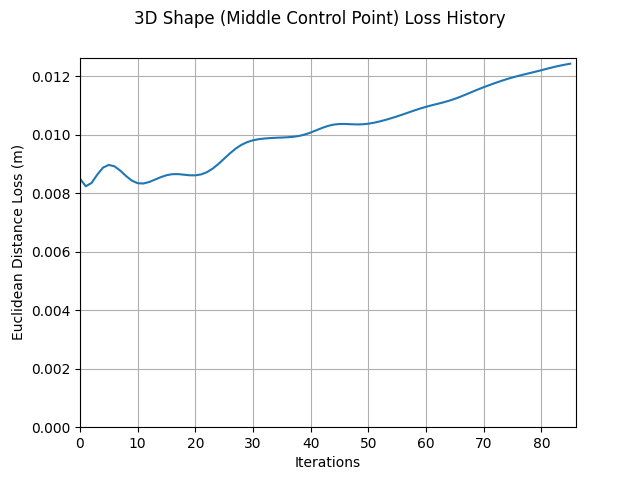 3D Shape (Middle Control Point) Loss History
Euclidean Distance Loss (m)
0.012
0.010
0.008
0.006
0.004
0.002
0.000
0 10 20 30 40 50 60 70 80
Iterations